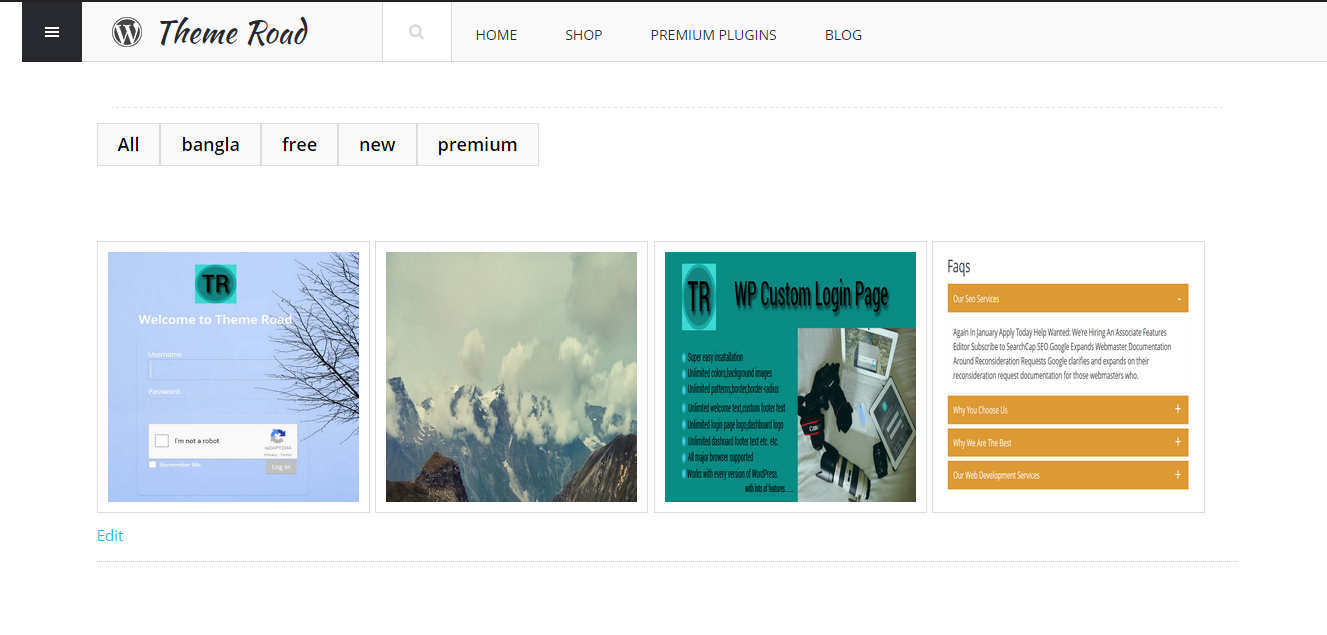 Theme Road
HOME
SHOP
PREMIUM PLUGINS
BLOG
All
bangla
free
new
premium
TR
Welcome to Theme Road
Username
Password
I'm not a robot
reCAPTCHA
Privacy - Terms
Remember Me
Log In
TR
WP Custom Login Page
Super easy insatallation
Unlimited colors,background images
Unlimited patterns,border,border-radius
Unlimted welcome text,custom footer text
Unlimited login page logo,dashboard logo
Unlimited dashoard footer text etc. etc.
All major browser supported
Works with every version of WordPress.
with lots of features......
Canon
Faqs
Our Seo Services
-
Again In January Apply Today Help Wanted: We're Hiring An Associate Features
Editor Subscribe to SearchCap SEO Google Expands Webmaster Documentation
Around Reconsideration Requests Google clarifies and expands on their
reconsideration request documentation for those webmasters who.
Why You Choose Us
+
Why We Are The Best
+
Our Web Development Services
+
Edit